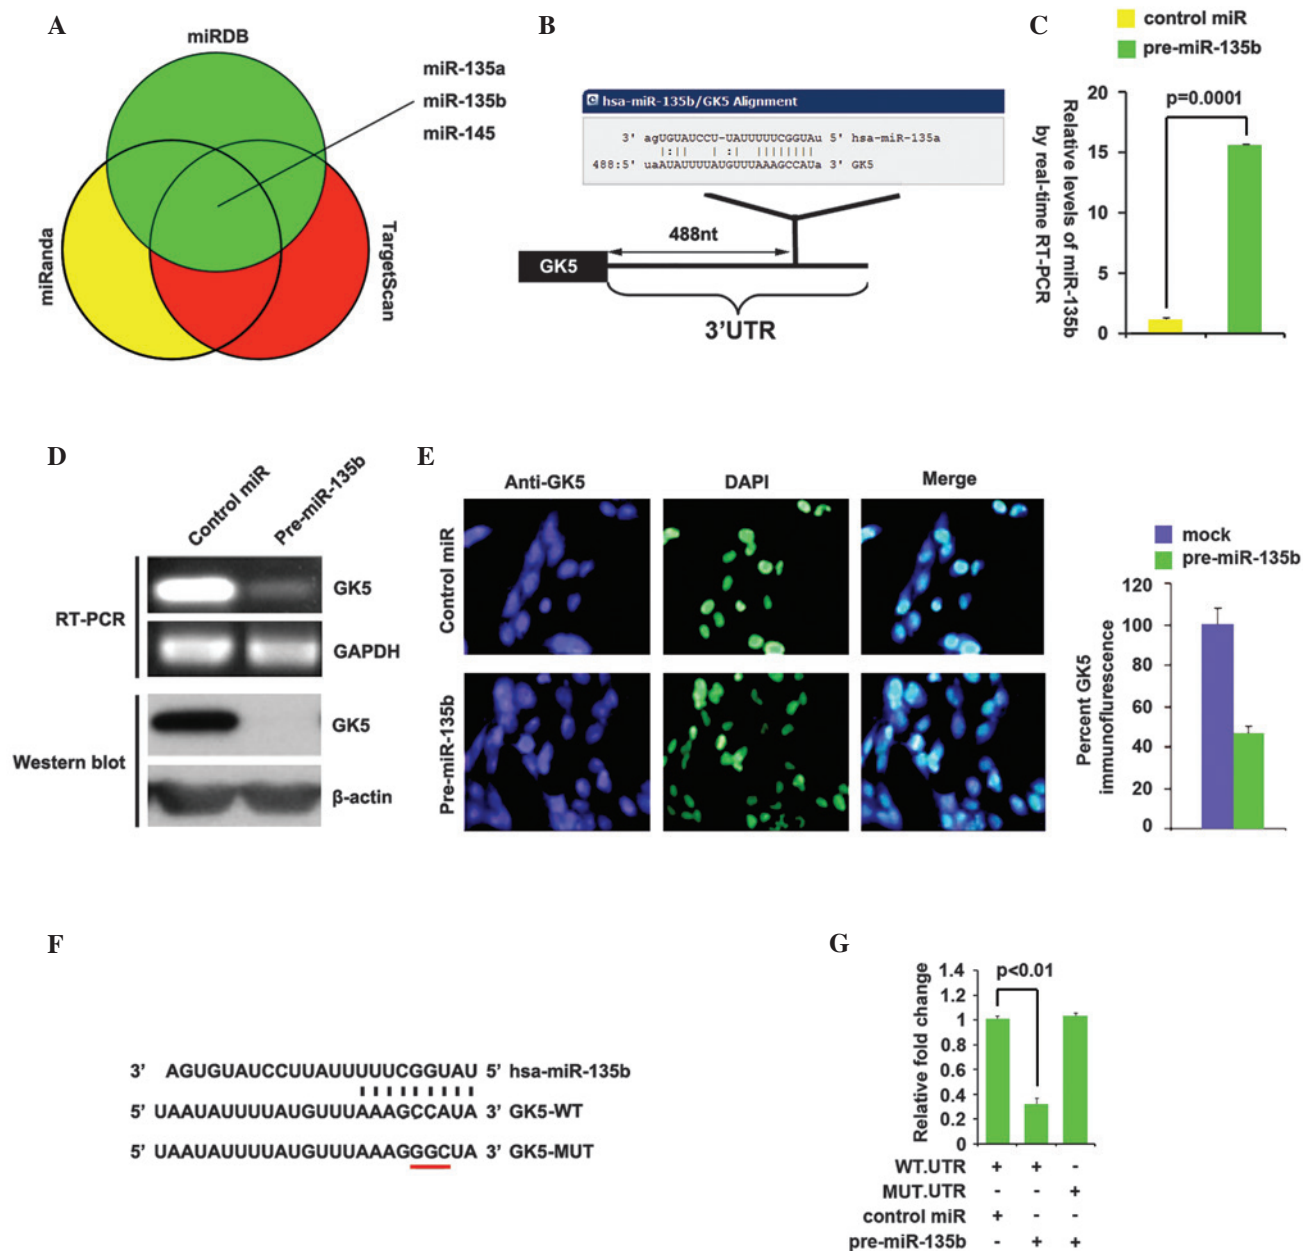 A
miRDB
miR-135a
miR-135b
miR-145
miRanda
TargetScan
B
hsa-miR-135b/GK5 Alignment
3' agUGUAUCCU-UAUUUUUCGGUAu 5' hsa-miR-135a
|:|| | :| ||||||||
488:5' uaAUAUUUUAUGUUUAAAGCCAUa 3' GK5
488nt
GK5
3'UTR
C
control miR
pre-miR-135b
Relative levels of miR-135b
by real-time RT-PCR
p=0.0001
20
15
10
5
0
D
Control miR
Pre-miR-135b
RT-PCR
GK5
GAPDH
Western blot
GK5
β-actin
E
Anti-GK5
DAPI
Merge
Control miR
Pre-miR-135b
mock
pre-miR-135b
Percent GK5
immunoflurescence
120
100
80
60
40
20
0
F
3' AGUGUAUCCUUAUUUUUCGGUAU 5' hsa-miR-135b
5' UAAUAUUUUAUGUUUAAAGCCAUA 3' GK5-WT
5' UAAUAUUUUAUGUUUAAAGGGCUA 3' GK5-MUT
G
Relative fold change
p<0.01
1.4
1.2
1
0.8
0.6
0.4
0.2
0
WT.UTR + + -
MUT.UTR - - +
control miR + - -
pre-miR-135b - + +